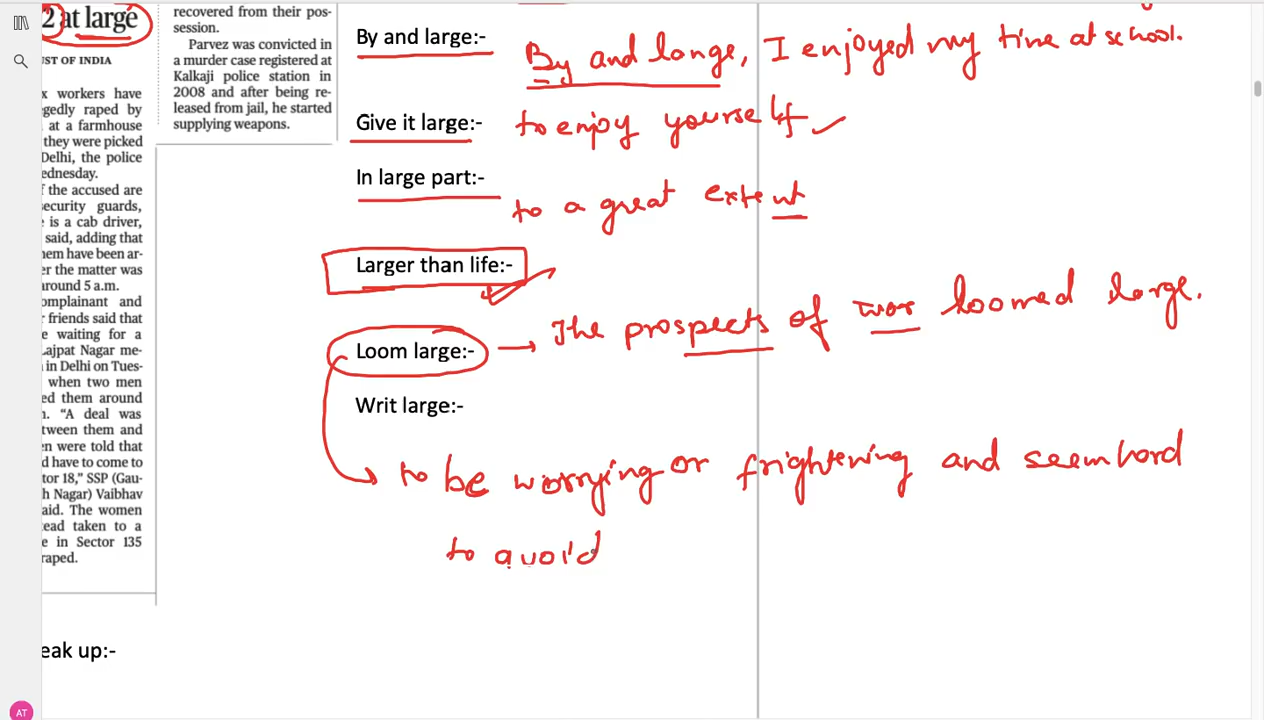 2 at large
UST OF INDIA
x workers have
gedly raped by
at a farmhouse
they were picked
Delhi, the police
ednesday.
f the accused are
ecurity guards,
e is a cab driver,
said, adding that
hem have been ar-
er the matter was
around 5 a.m.
omplainant and
friends said that
e waiting for a
Lajpat Nagar me-
in Delhi on Tues-
when two men
ed them around
n. “A deal was
tween them and
en were told that
d have to come to
tor 18,” SSP (Gau-
h Nagar) Vaibhav
aid. The women
ead taken to a
e in Sector 135
raped.
recovered from their pos-
session.
Parvez was convicted in
a murder case registered at
Kalkaji police station in
2008 and after being re-
leased from jail, he started
supplying weapons.
By and large:-
By and large, I enjoyed my time at school.
Give it large:-
to enjoy yourself
In large part:-
to a great extent
Larger than life:-
Loom large:-
The prospects of war loomed large.
Writ large:-
to be worrying or frightening and seem hard
to avoid
eak up:-
AT